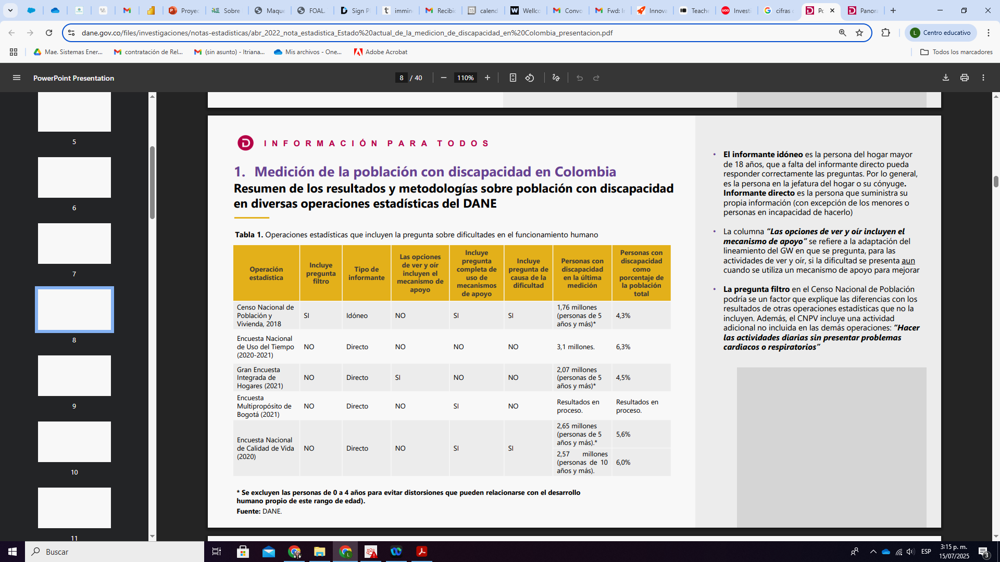 Proyec
Sobre
Maque
FOAL.
Sign P
immin
Recibi
calend
Wellco
Convo
Fwd: I
Innova
Teache
Investi
cifras
Po
Panor
dane.gov.co/files/investigaciones/notas-estadisticas/abr_2022_nota_estadistica_Estado%20actual_de_la_medicion_de_discapacidad_en%20Colombia_presentacion.pdf
L Centro educativo
Mae. Sistemas Ener...
contratación de Rel...
(sin asunto) - ltriana...
Mis archivos - One...
Adobe Acrobat
Todos los marcadores
PowerPoint Presentation
8 / 40
110%
5
6
7
8
9
10
11
INFORMACIÓN PARA TODOS
1. Medición de la población con discapacidad en Colombia
Resumen de los resultados y metodologías sobre población con discapacidad
en diversas operaciones estadísticas del DANE
Tabla 1. Operaciones estadísticas que incluyen la pregunta sobre dificultades en el funcionamiento humano
Operación
estadística
Incluye
pregunta
filtro
Tipo de
informante
Las opciones
de ver y oír
incluyen el
mecanismo de
apoyo
Incluye
pregunta
completa de
uso de
mecanismos
de apoyo
Incluye
pregunta de
causa de la
dificultad
Personas con
discapacidad
en la última
medición
Personas con
discapacidad
como
porcentaje de
la población
total
Censo Nacional de
Población y
Vivienda, 2018
SI
Idóneo
NO
SI
SI
1,76 millones
(personas de 5
años y más)*
4,3%
Encuesta Nacional
de Uso del Tiempo
(2020-2021)
NO
Directo
NO
NO
NO
3,1 millones.
6,3%
Gran Encuesta
Integrada de
Hogares (2021)
NO
Directo
SI
NO
NO
2,07 millones
(personas de 5
años y más)*
4,5%
Encuesta
Multipropósito de
Bogotá (2021)
NO
Directo
NO
SI
NO
Resultados en
proceso.
Resultados en
proceso.
Encuesta Nacional
de Calidad de Vida
(2020)
NO
Directo
NO
SI
SI
2,65 millones
(personas de 5
años y más).*
5,6%
2,57 millones
(personas de 10
años y más).
6,0%
* Se excluyen las personas de 0 a 4 años para evitar distorsiones que pueden relacionarse con el desarrollo
humano propio de este rango de edad).
Fuente: DANE.
• El informante idóneo es la persona del hogar mayor
de 18 años, que a falta del informante directo pueda
responder correctamente las preguntas. Por lo general,
es la persona en la jefatura del hogar o su cónyuge.
Informante directo es la persona que suministra su
propia información (con excepción de los menores o
personas en incapacidad de hacerlo)
• La columna “Las opciones de ver y oír incluyen el
mecanismo de apoyo” se refiere a la adaptación del
lineamiento del GW en que se pregunta, para las
actividades de ver y oír, si la dificultad se presenta aun
cuando se utiliza un mecanismo de apoyo para mejorar
• La pregunta filtro en el Censo Nacional de Población
podría se un factor que explique las diferencias con los
resultados de otras operaciones estadísticas que no la
incluyen. Además, el CNPV incluye una actividad
adicional no incluida en las demás operaciones: “Hacer
las actividades diarias sin presentar problemas
cardiacos o respiratorios”
Buscar
ESP
3:15 p. m.
15/07/2025
3